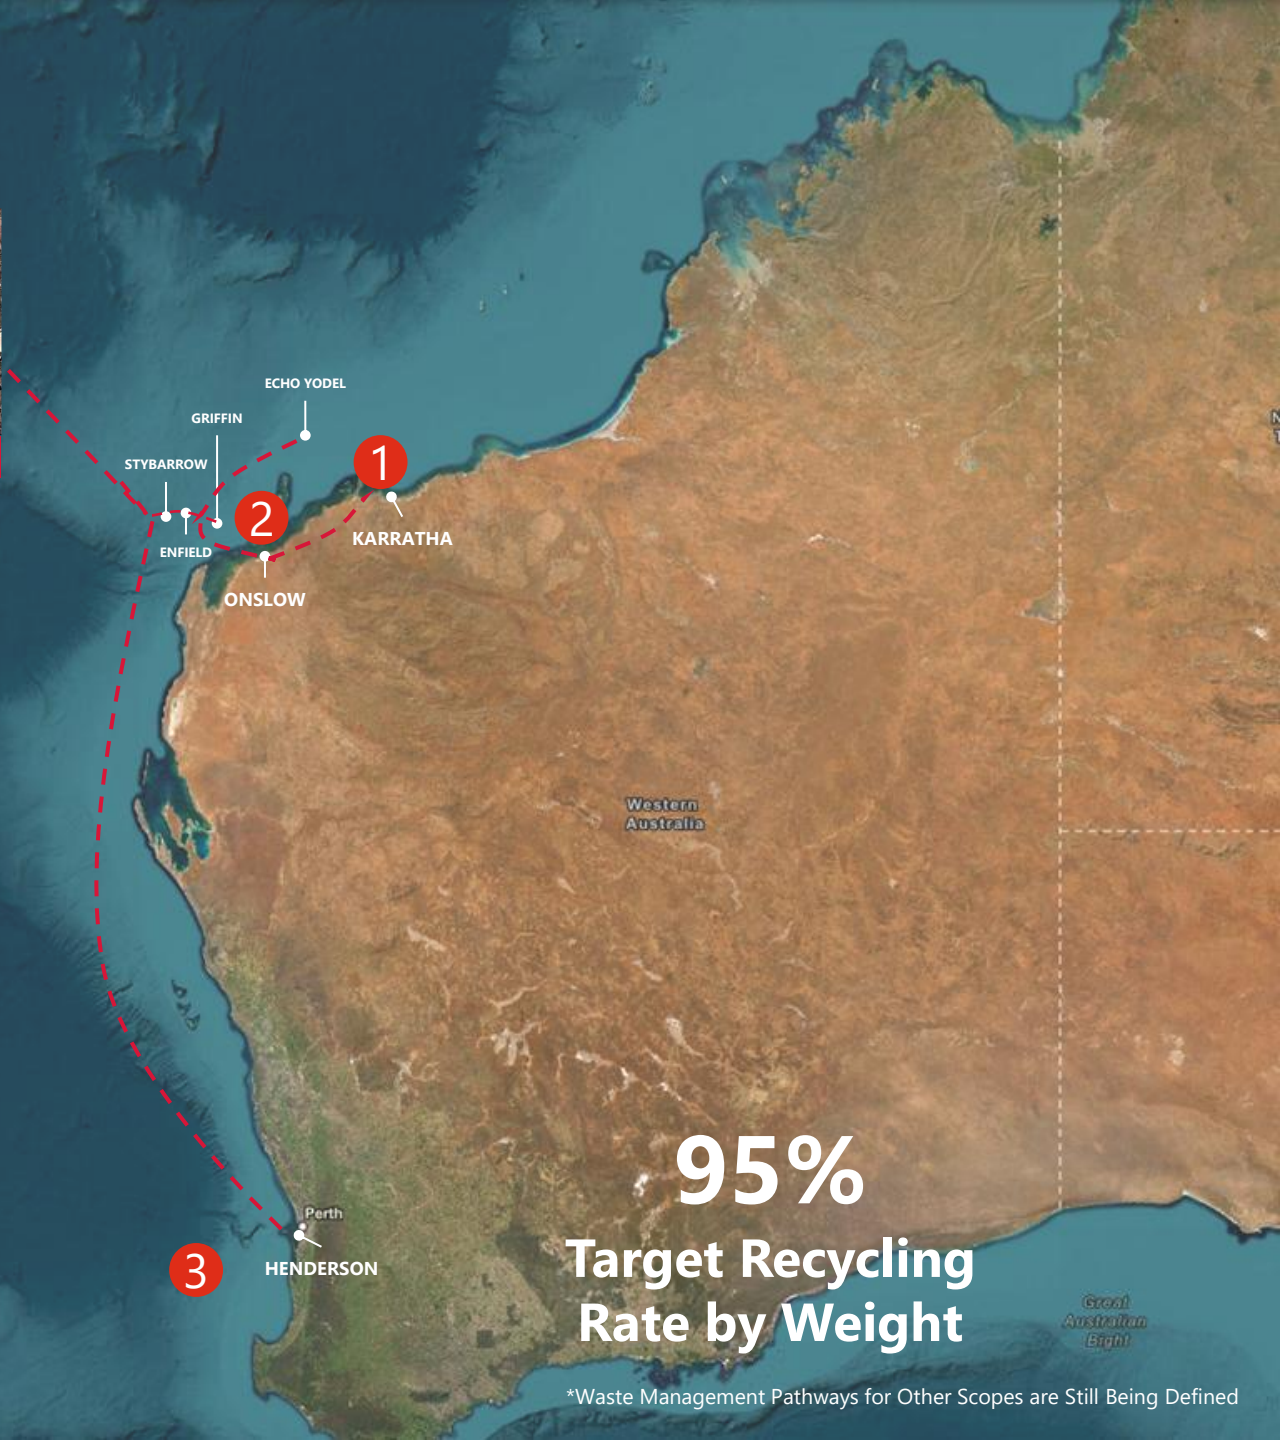 ECHO YODEL
GRIFFIN
STYBARROW
1
2
ENFIELD
KARRATHA
ONSLOW
Western
Australia
95%
Perth
Target Recycling
3
HENDERSON
Rate by Weight
Great
Australian
Bight
*Waste Management Pathways for Other Scopes are Still Being Defined